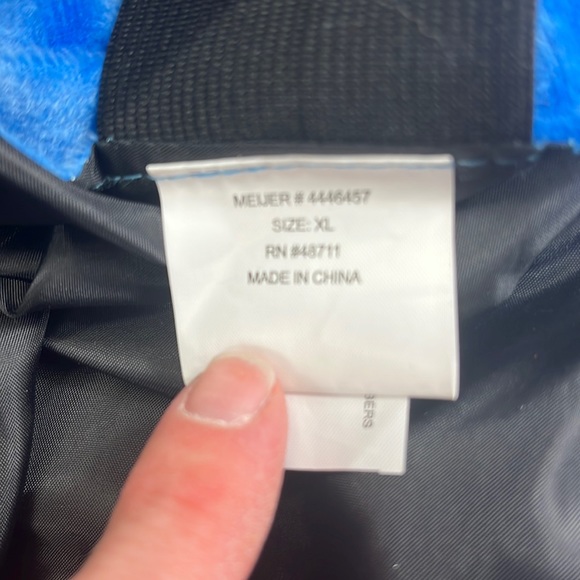 MEIJER # 4446457
SIZE: XL
RN #48711
MADE IN CHINA